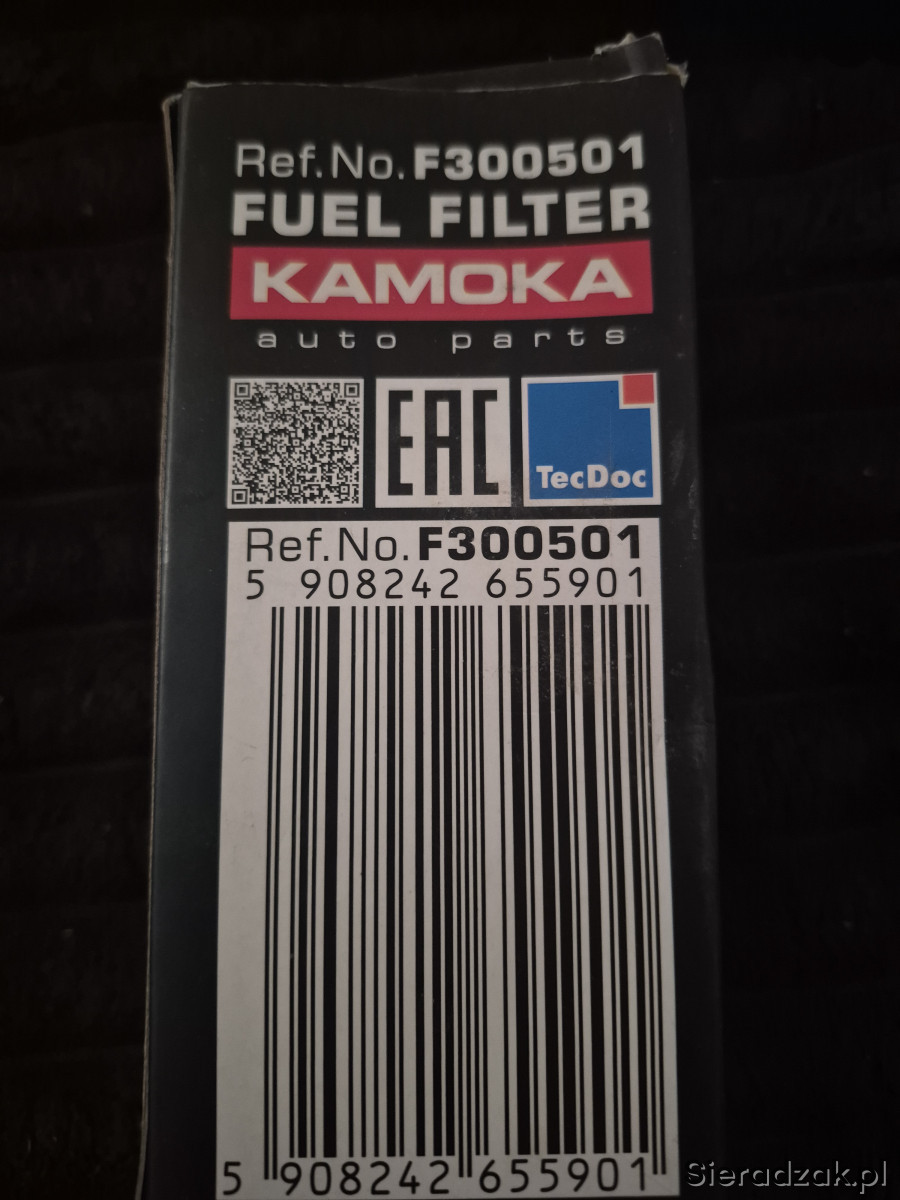 Ref.No. F300501
FUEL FILTER
KAMOKA
auto parts
EAC
TecDoc
Ref.No. F300501
5 908242 655901
5 908242 655901
Sieradzak.pl